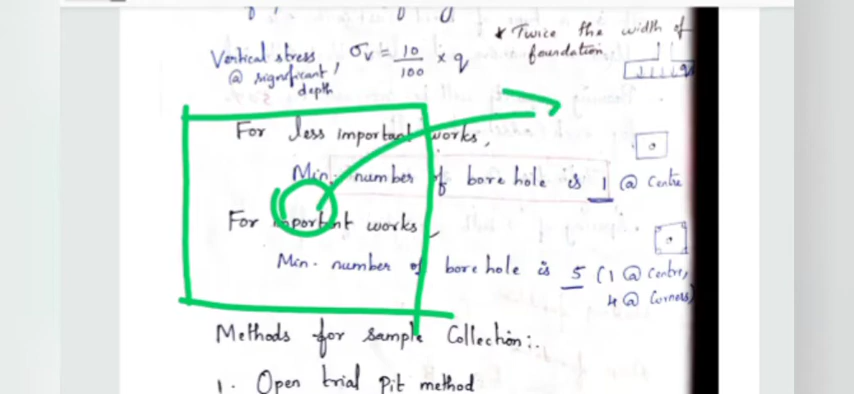 * Twice the width of
foundation
Vertical stress, σv = 10/100 × q
@ significant
depth
For less important works,
Min. number of bore hole is 1 @ Centre
For important works,
Min. number of bore hole is 5 (1 @ Centre,
4 @ Corners)
Methods for Sample Collection:.
1. Open trial Pit method